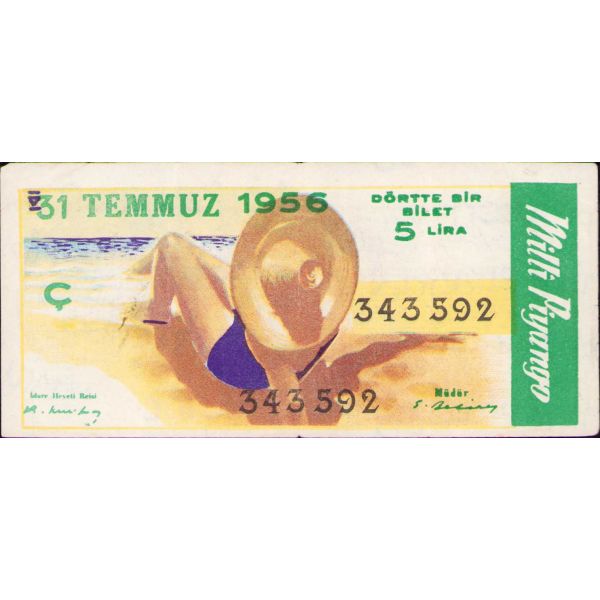 31 TEMMUZ 1956
DÖRTTE BİR
BİLET
5 LİRA
Ç
343592
343592
İdare Heyeti Reisi
Müdür
Milli Piyango